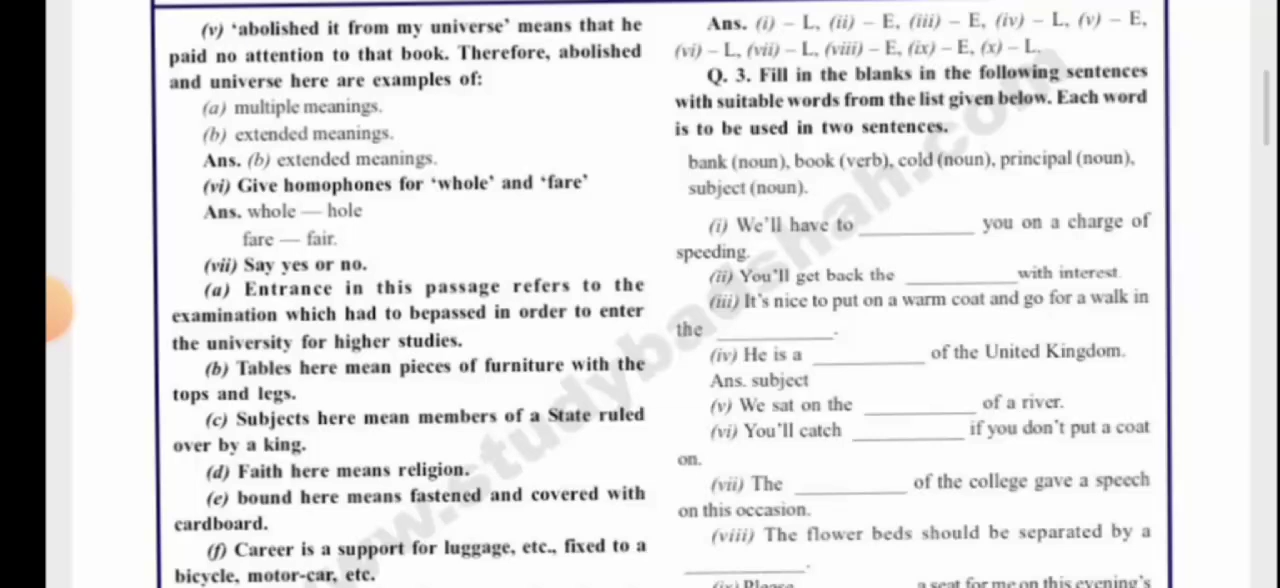 (v) ‘abolished it from my universe’ means that he
paid no attention to that book. Therefore, abolished
and universe here are examples of:
(a) multiple meanings.
(b) extended meanings.
Ans. (b) extended meanings.
(vi) Give homophones for ‘whole’ and ‘fare’
Ans. whole — hole
fare — fair.
(vii) Say yes or no.
(a) Entrance in this passage refers to the
examination which had to bepassed in order to enter
the university for higher studies.
(b) Tables here mean pieces of furniture with the
tops and legs.
(c) Subjects here mean members of a State ruled
over by a king.
(d) Faith here means religion.
(e) bound here means fastened and covered with
cardboard.
(f) Career is a support for luggage, etc., fixed to a
bicycle, motor-car, etc.
Ans. (i) – L, (ii) – E, (iii) – E, (iv) – L, (v) – E,
(vi) – L, (vii) – L, (viii) – E, (ix) – E, (x) – L.
Q. 3. Fill in the blanks in the following sentences
with suitable words from the list given below. Each word
is to be used in two sentences.
bank (noun), book (verb), cold (noun), principal (noun),
subject (noun).
(i) We’ll have to ____________ you on a charge of
speeding.
(ii) You’ll get back the ____________with interest.
(iii) It’s nice to put on a warm coat and go for a walk in
the ____________.
(iv) He is a ____________ of the United Kingdom.
Ans. subject
(v) We sat on the ____________ of a river.
(vi) You’ll catch ____________ if you don’t put a coat
on.
(vii) The ____________ of the college gave a speech
on this occasion.
(viii) The flower beds should be separated by a
____________.
(ix) Please ____________ a seat for me on this evening’s
www.studybadshah.com